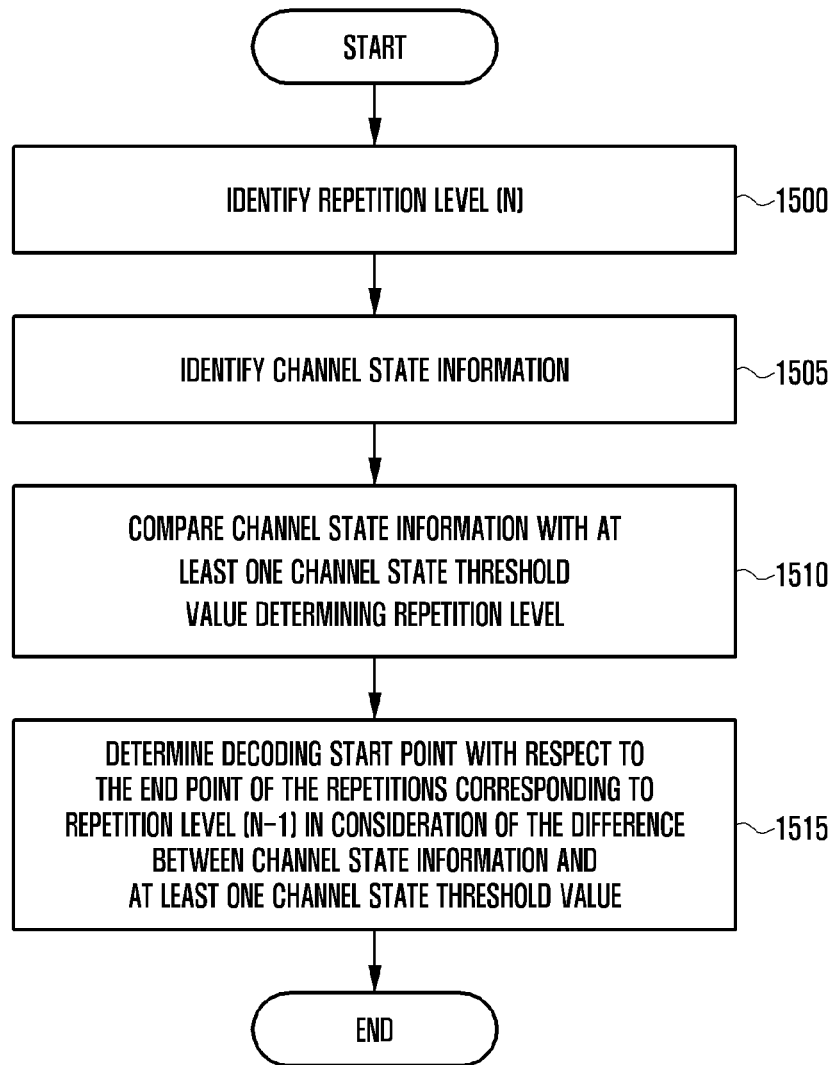 START
IDENTIFY REPETITION LEVEL (N)
1500
IDENTIFY CHANNEL STATE INFORMATION
1505
COMPARE CHANNEL STATE INFORMATION WITH AT
LEAST ONE CHANNEL STATE THRESHOLD
VALUE DETERMINING REPETITION LEVEL
1510
DETERMINE DECODING START POINT WITH RESPECT TO
THE END POINT OF THE REPETITIONS CORRESPONDING TO
REPETITION LEVEL (N-1) IN CONSIDERATION OF THE DIFFERENCE
BETWEEN CHANNEL STATE INFORMATION AND
AT LEAST ONE CHANNEL STATE THRESHOLD VALUE
1515
END